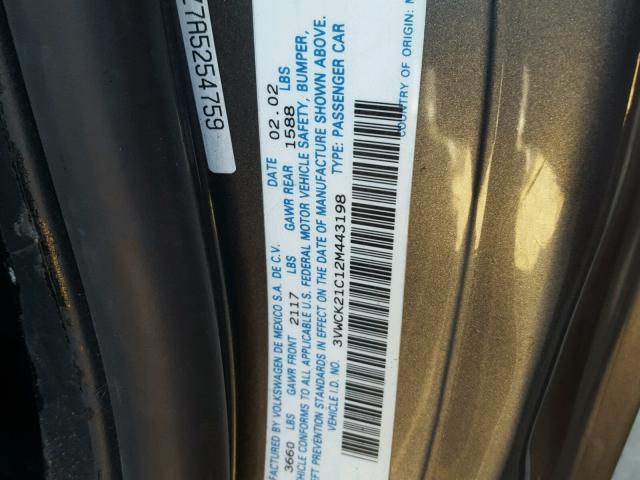 Z7A5254759
FACTURED BY VOLKSWAGEN DE MEXICO S.A. DE C.V. DATE 02.02
3660 LBS GAWR FRONT 2117 LBS GAWR REAR 1588 LBS
VEHICLE CONFORMS TO ALL APPLICABLE U.S. FEDERAL MOTOR VEHICLE SAFETY, BUMPER,
EFT PREVENTION STANDARDS IN EFFECT ON THE DATE OF MANUFACTURE SHOWN ABOVE.
VEHICLE I.D. NO. 3VWCK21C12M443198 TYPE: PASSENGER CAR
COUNTRY OF ORIGIN: M